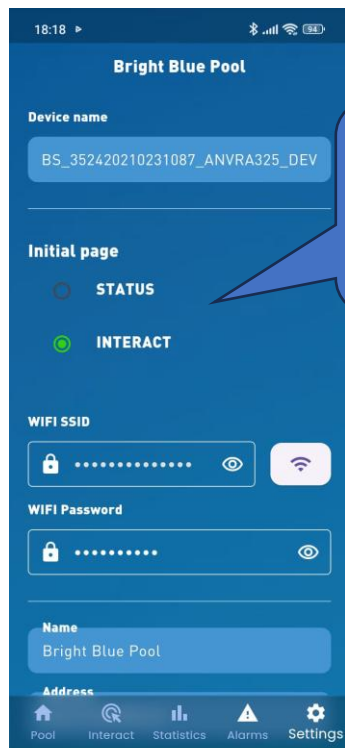 18:18 94
Bright Blue Pool
Device name
BS_352420210231087_ANVRA325_DEV
Initial page
STATUS
INTERACT
WIFI SSID
WIFI Password
Name
Bright Blue Pool
Address
Pool Interact Statistics Alarms Settings